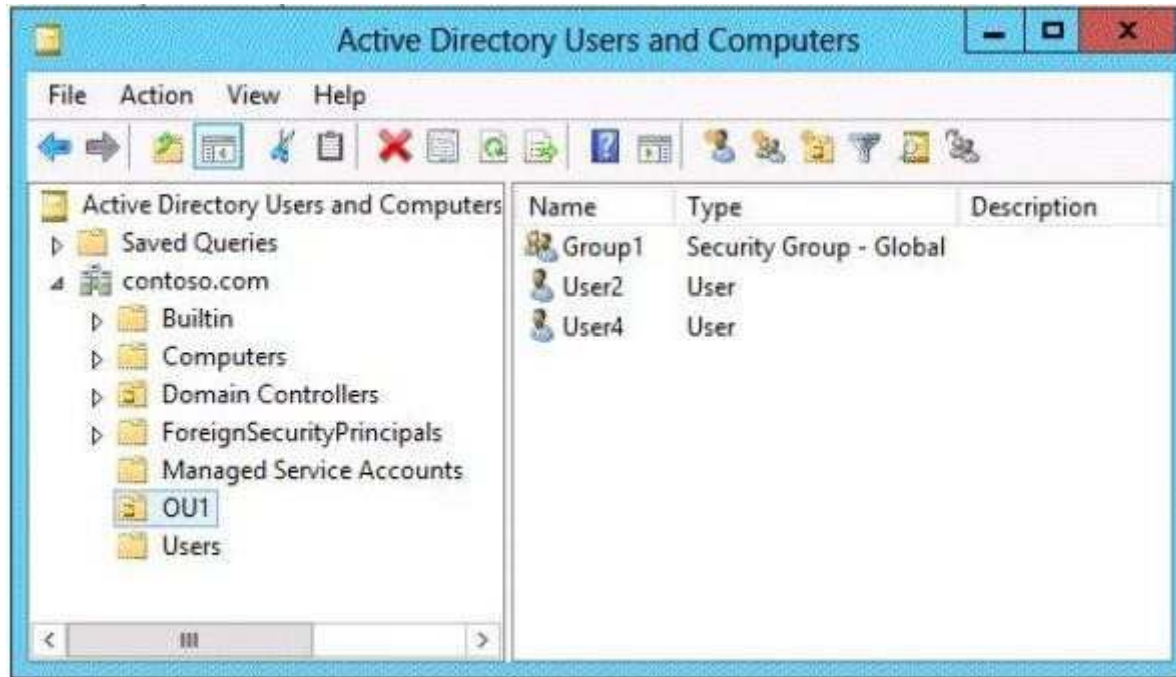 Active Directory Users and Computers
File Action View Help
Active Directory Users and Computers
Saved Queries
contoso.com
Builtin
Computers
Domain Controllers
ForeignSecurityPrincipals
Managed Service Accounts
OU1
Users
Name Type Description
Group1 Security Group - Global
User2 User
User4 User